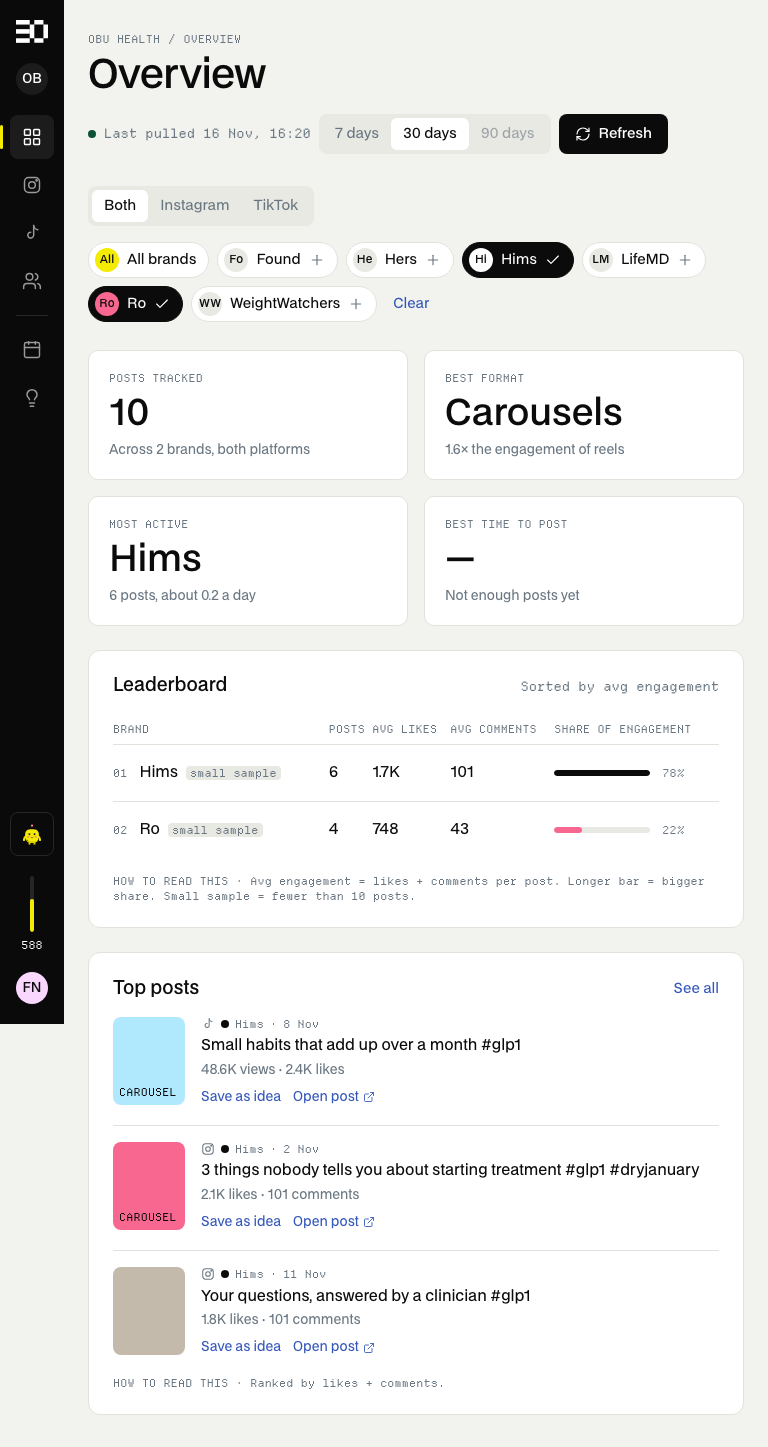 OB
588
FN
OBU HEALTH / OVERVIEW
Overview
Last pulled 16 Nov, 16:20 7 days 30 days 90 days Refresh
Both Instagram TikTok
All All brands Fo Found + He Hers + Hi Hims ✓ LM LifeMD +
Ro Ro ✓ WW WeightWatchers + Clear
POSTS TRACKED
10
Across 2 brands, both platforms
BEST FORMAT
Carousels
1.6× the engagement of reels
MOST ACTIVE
Hims
6 posts, about 0.2 a day
BEST TIME TO POST
—
Not enough posts yet
Leaderboard Sorted by avg engagement
BRAND POSTS AVG LIKES AVG COMMENTS SHARE OF ENGAGEMENT
01 Hims small sample 6 1.7K 101 78%
02 Ro small sample 4 748 43 22%
HOW TO READ THIS · Avg engagement = likes + comments per post. Longer bar = bigger
share. Small sample = fewer than 10 posts.
Top posts See all
CAROUSEL
Hims · 8 Nov
Small habits that add up over a month #glp1
48.6K views · 2.4K likes
Save as idea Open post
CAROUSEL
Hims · 2 Nov
3 things nobody tells you about starting treatment #glp1 #dryjanuary
2.1K likes · 101 comments
Save as idea Open post
Hims · 11 Nov
Your questions, answered by a clinician #glp1
1.8K likes · 101 comments
Save as idea Open post
HOW TO READ THIS · Ranked by likes + comments.